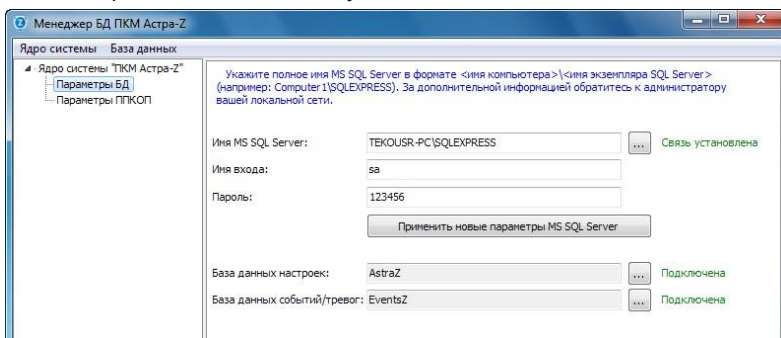 Менеджер БД ПКМ Астра-Z
Ядро системы База данных
Ядро системы "ПКМ Астра-Z"
Параметры БД
Параметры ППКОП
Укажите полное имя MS SQL Server в формате <имя компьютера>\<имя экземпляра SQL Server>
(например: Computer1\SQLEXPRESS). За дополнительной информацией обратитесь к администратору
вашей локальной сети.
Имя MS SQL Server: TEKOUSR-PC\SQLEXPRESS ... Связь установлена
Имя входа: sa
Пароль: 123456
Применить новые параметры MS SQL Server
База данных настроек: AstraZ ... Подключена
База данных событий/тревог: EventsZ ... Подключена